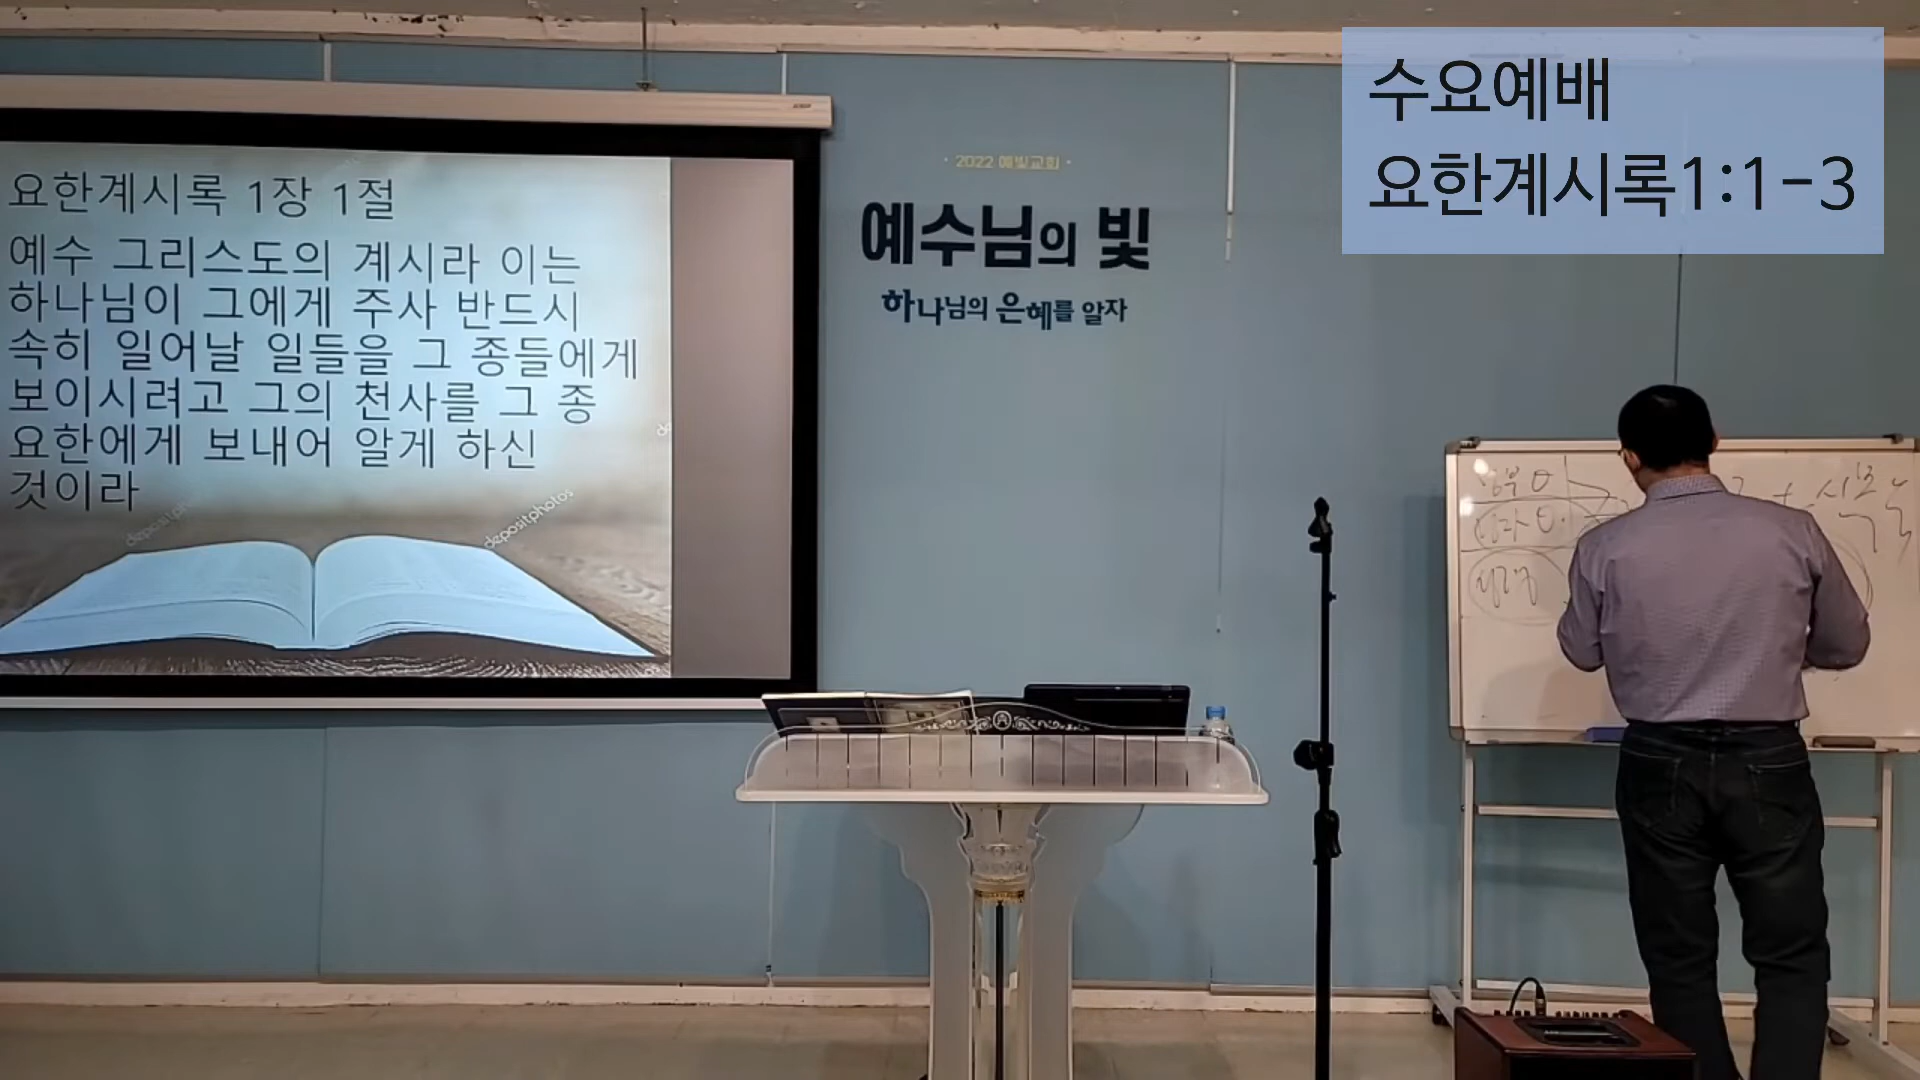 수요예배
요한계시록1:1-3
요한계시록 1장 1절
예수 그리스도의 계시라 이는
하나님이 그에게 주사 반드시
속히 일어날 일들을 그 종들에게
보이시려고 그의 천사를 그 종
요한에게 보내어 알게 하신
것이라
depositphotos
depositphotos
· 2022 예빛교회 ·
예수님의 빛
하나님의 은혜를 알자